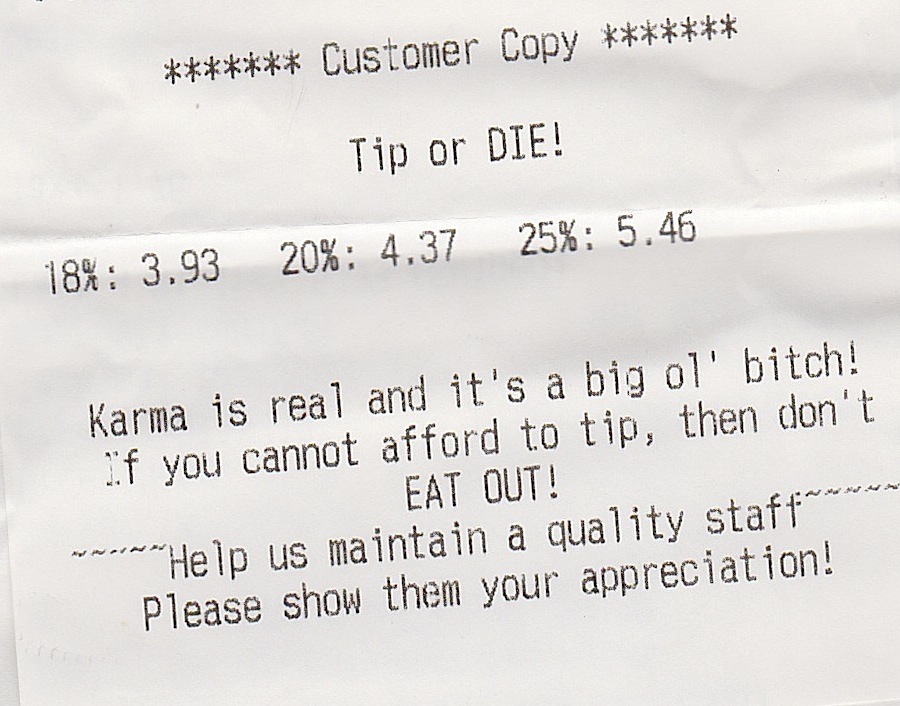 ******* Customer Copy *******
Tip or DIE!
18%: 3.93 20%: 4.37 25%: 5.46
Karma is real and it's a big ol' bitch!
If you cannot afford to tip, then don't
EAT OUT!
~~~~~~Help us maintain a quality staff~~~~~~
Please show them your appreciation!